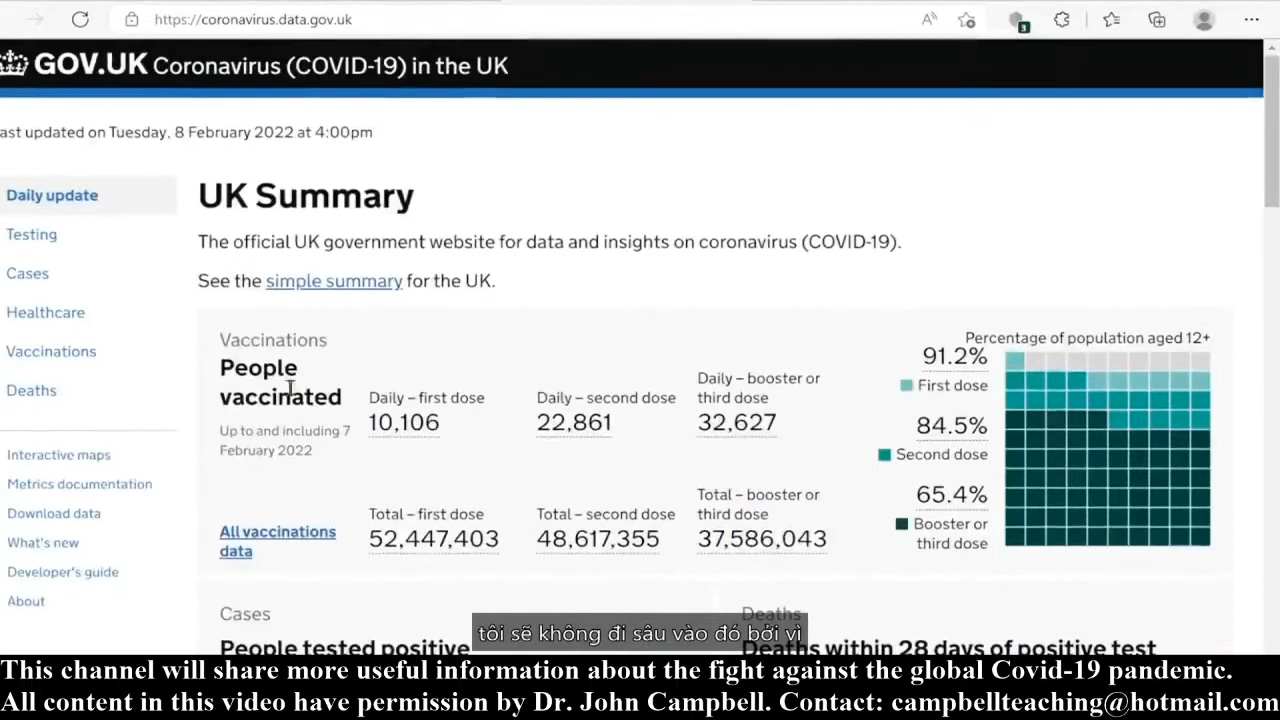 https://coronavirus.data.gov.uk
3
GOV.UK Coronavirus (COVID-19) in the UK
ast updated on Tuesday, 8 February 2022 at 4:00pm
Daily update
Testing
Cases
Healthcare
Vaccinations
Deaths
Interactive maps
Metrics documentation
Download data
What's new
Developer's guide
About
UK Summary
The official UK government website for data and insights on coronavirus (COVID-19).
See the simple summary for the UK.
Vaccinations
People
vaccinated
Up to and including 7
February 2022
All vaccinations
data
Daily – first dose
10,106
Daily – second dose
22,861
Daily – booster or
third dose
32,627
Total – first dose
52,447,403
Total – second dose
48,617,355
Total – booster or
third dose
37,586,043
Percentage of population aged 12+
91.2%
First dose
84.5%
Second dose
65.4%
Booster or
third dose
Cases
People tested positive
Deaths
Deaths within 28 days of positive test
tôi sẽ không đi sâu vào đó bởi vì
This channel will share more useful information about the fight against the global Covid-19 pandemic.
All content in this video have permission by Dr. John Campbell. Contact: campbellteaching@hotmail.com